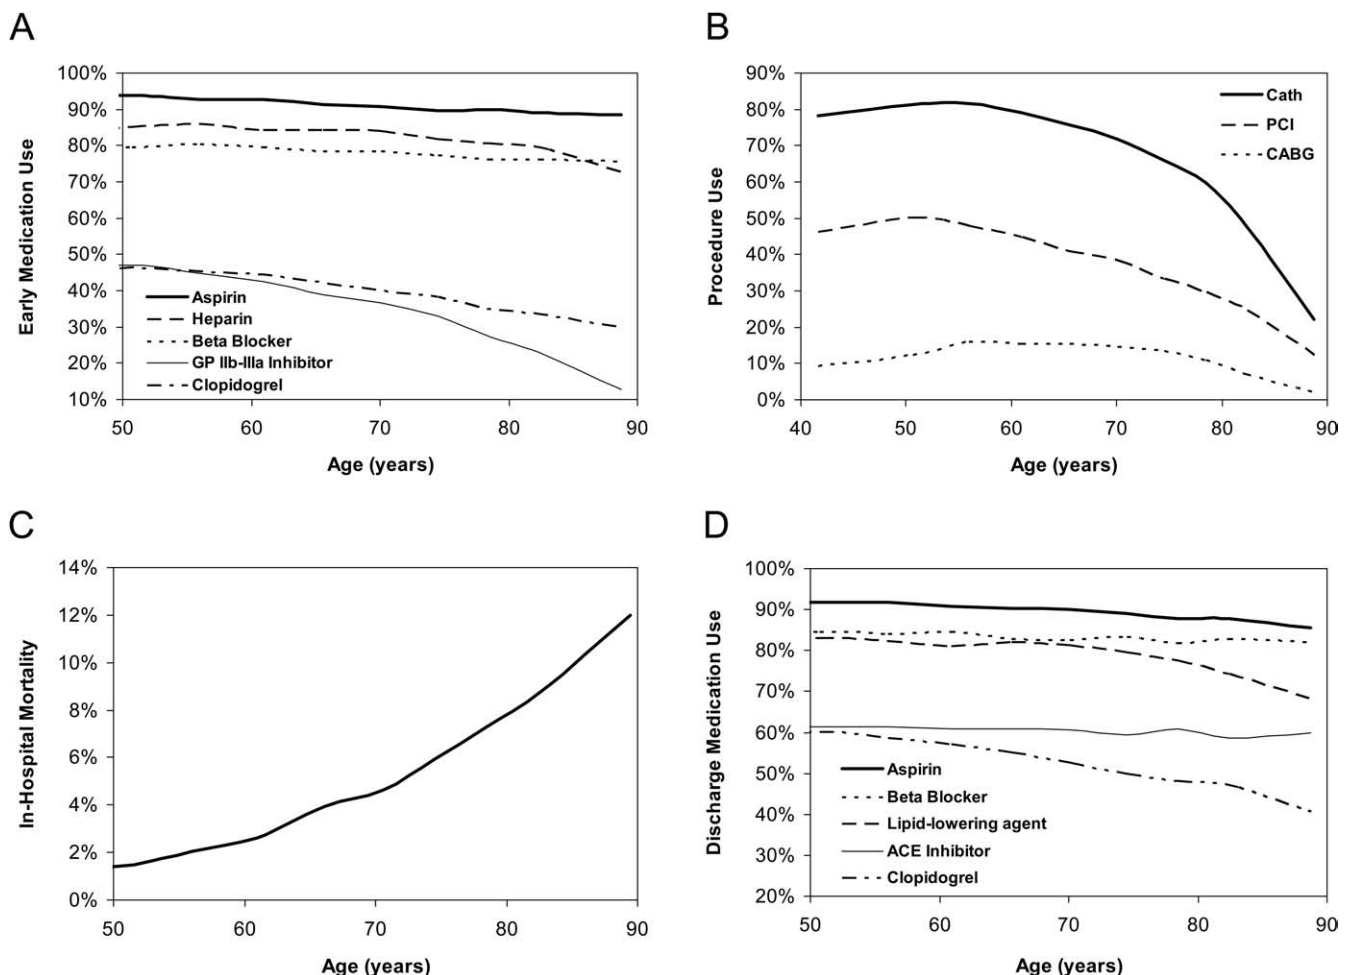 A
100%
90%
80%
70%
60%
50%
40%
30%
20%
10%
Early Medication Use
Aspirin
Heparin
Beta Blocker
GP IIb-IIIa Inhibitor
Clopidogrel
50 60 70 80 90
Age (years)
B
90%
80%
70%
60%
50%
40%
30%
20%
10%
0%
Procedure Use
Cath
PCI
CABG
40 50 60 70 80 90
Age (years)
C
14%
12%
10%
8%
6%
4%
2%
0%
In-Hospital Mortality
50 60 70 80 90
Age (years)
D
100%
90%
80%
70%
60%
50%
40%
30%
20%
Discharge Medication Use
Aspirin
Beta Blocker
Lipid-lowering agent
ACE Inhibitor
Clopidogrel
50 60 70 80 90
Age (years)